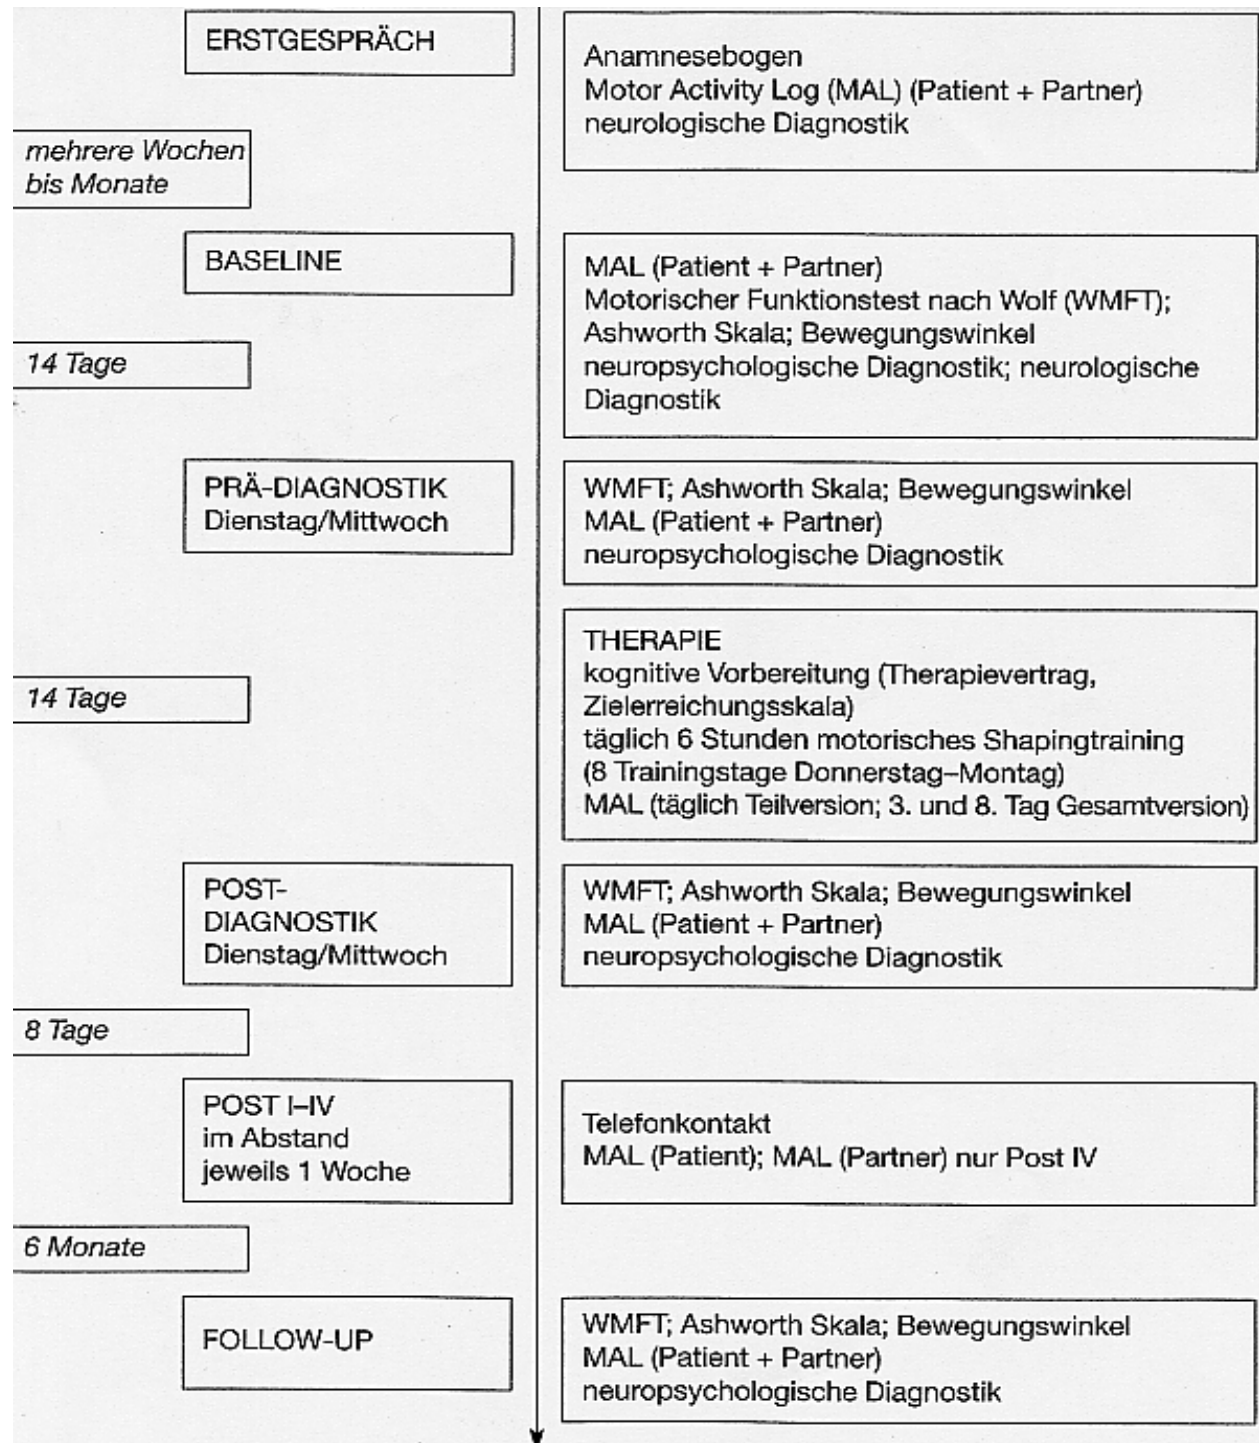 ERSTGESPRÄCH
Anamnesebogen
Motor Activity Log (MAL) (Patient + Partner)
neurologische Diagnostik
mehrere Wochen
bis Monate
BASELINE
MAL (Patient + Partner)
Motorischer Funktionstest nach Wolf (WMFT);
Ashworth Skala; Bewegungswinkel
neuropsychologische Diagnostik; neurologische
Diagnostik
14 Tage
PRÄ-DIAGNOSTIK
Dienstag/Mittwoch
WMFT; Ashworth Skala; Bewegungswinkel
MAL (Patient + Partner)
neuropsychologische Diagnostik
THERAPIE
kognitive Vorbereitung (Therapievertrag,
Zielerreichungsskala)
täglich 6 Stunden motorisches Shapingtraining
(8 Trainingstage Donnerstag–Montag)
MAL (täglich Teilversion; 3. und 8. Tag Gesamtversion)
14 Tage
POST-
DIAGNOSTIK
Dienstag/Mittwoch
WMFT; Ashworth Skala; Bewegungswinkel
MAL (Patient + Partner)
neuropsychologische Diagnostik
8 Tage
POST I–IV
im Abstand
jeweils 1 Woche
Telefonkontakt
MAL (Patient); MAL (Partner) nur Post IV
6 Monate
FOLLOW-UP
WMFT; Ashworth Skala; Bewegungswinkel
MAL (Patient + Partner)
neuropsychologische Diagnostik